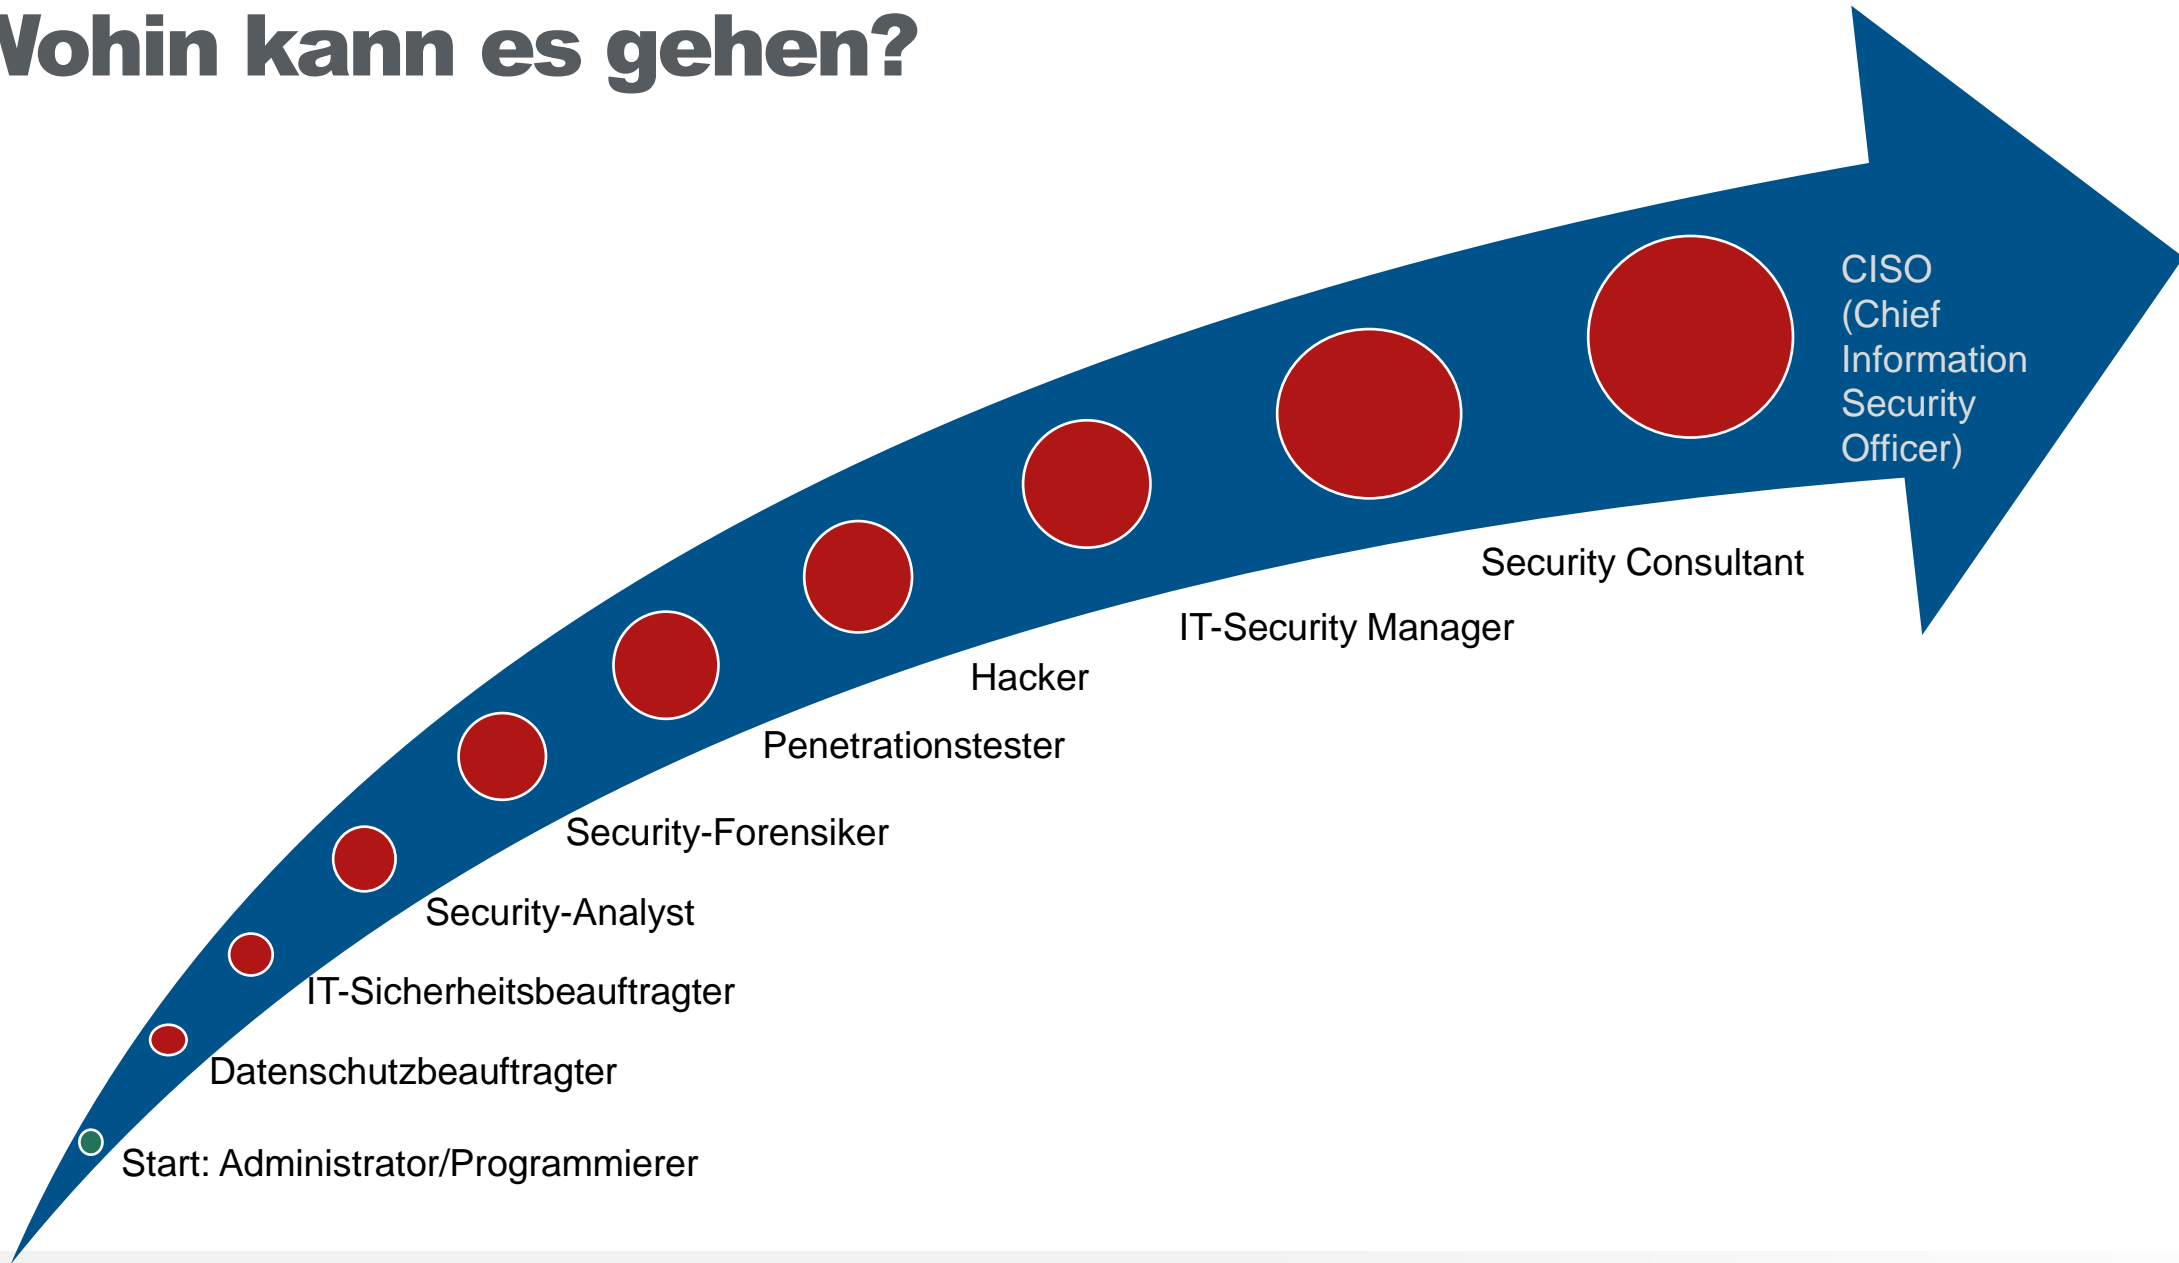 Wohin kann es gehen?
CISO
(Chief
Information
Security
Officer)
Security Consultant
IT-Security Manager
Hacker
Penetrationstester
Security-Forensiker
Security-Analyst
IT-Sicherheitsbeauftragter
Datenschutzbeauftragter
Start: Administrator/Programmierer